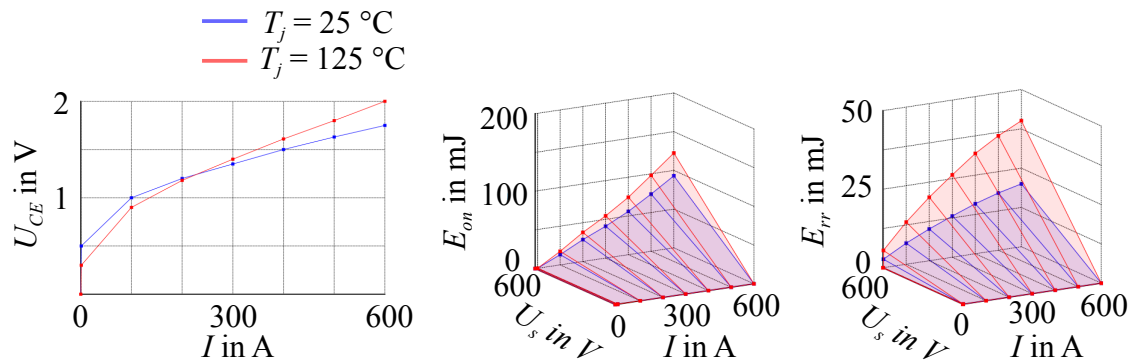 T_j = 25 °C
T_j = 125 °C
2
1
0
300
600
U_CE in V
I in A
200
100
0
E_on in mJ
600
U_s in V
0
300
600
I in A
50
25
0
E_rr in mJ
600
U_s in V
0
300
600
I in A